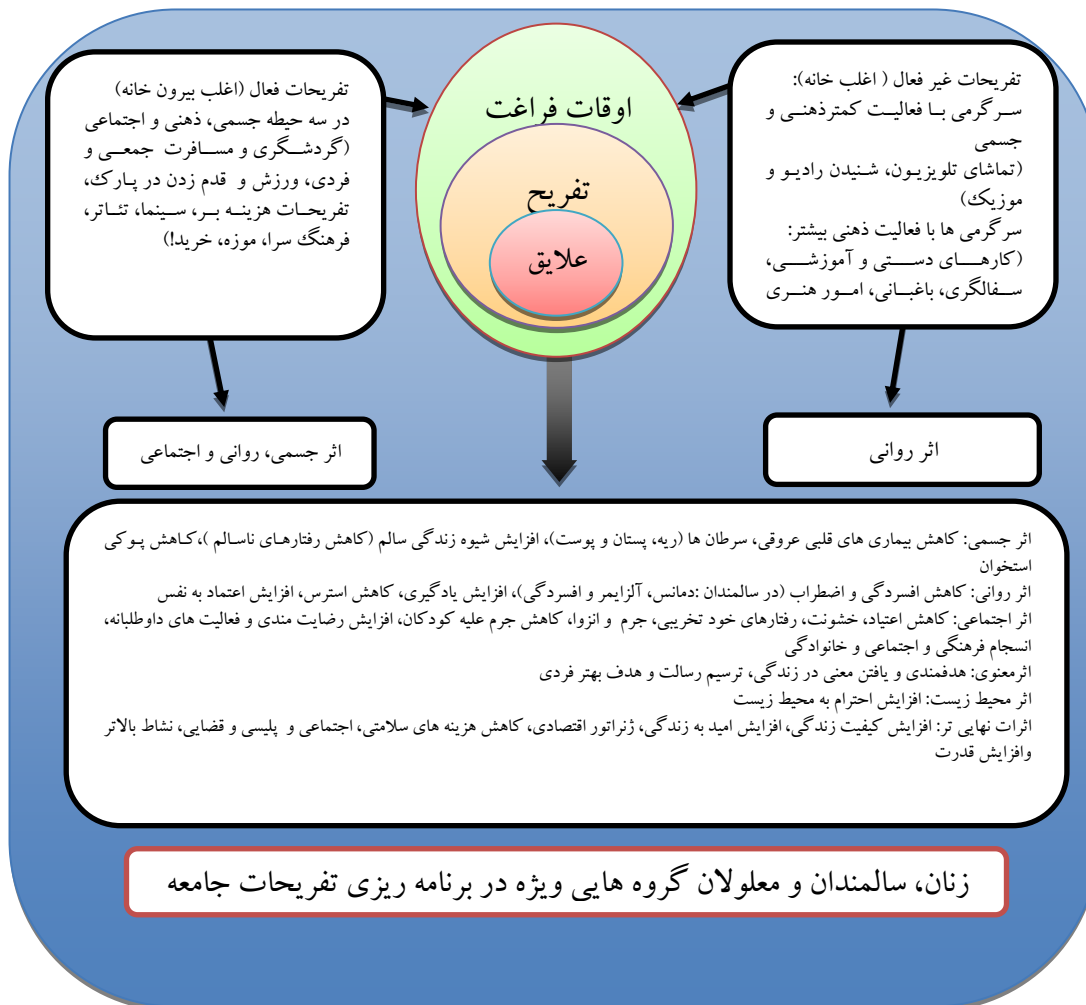 تفریحات غیر فعال ( اغلب خانه):
سرگرمی با فعالیت کمترذهنی و
جسمی
(تماشای تلویزیون، شنیدن رادیو و
موزیک)
سرگرمی ها با فعالیت ذهنی بیشتر:
(کارهای دستی و آموزشی،
سفالگری، باغبانی، امور هنری
اوقات فراغت
تفریح
علایق
تفریحات فعال (اغلب بیرون خانه)
در سه حیطه جسمی، ذهنی و اجتماعی
(گردشگری و مسافرت جمعی و
فردی، ورزش و قدم زدن در پارک،
تفریحات هزینه بر، سینما، تئاتر،
فرهنگ سرا، موزه، خرید!)
اثر روانی
اثر جسمی، روانی و اجتماعی
اثر جسمی: کاهش بیماری های قلبی عروقی، سرطان ها (ریه، پستان و پوست)، افزایش شیوه زندگی سالم (کاهش رفتارهای ناسالم )،کاهش پوکی
استخوان
اثر روانی: کاهش افسردگی و اضطراب (در سالمندان :دمانس، آلزایمر و افسردگی)، افزایش یادگیری، کاهش استرس، افزایش اعتماد به نفس
اثر اجتماعی: کاهش اعتیاد، خشونت، رفتارهای خود تخریبی، جرم و انزوا، کاهش جرم علیه کودکان، افزایش رضایت مندی و فعالیت های داوطلبانه،
انسجام فرهنگی و اجتماعی و خانوادگی
اثرمعنوی: هدفمندی و یافتن معنی در زندگی، ترسیم رسالت و هدف بهتر فردی
اثر محیط زیست: افزایش احترام به محیط زیست
اثرات نهایی تر: افزایش کیفیت زندگی، افزایش امید به زندگی، ژنراتور اقتصادی، کاهش هزینه های سلامتی، اجتماعی و پلیسی و قضایی، نشاط بالاتر
وافزایش قدرت
زنان، سالمندان و معلولان گروه هایی ویژه در برنامه ریزی تفریحات جامعه